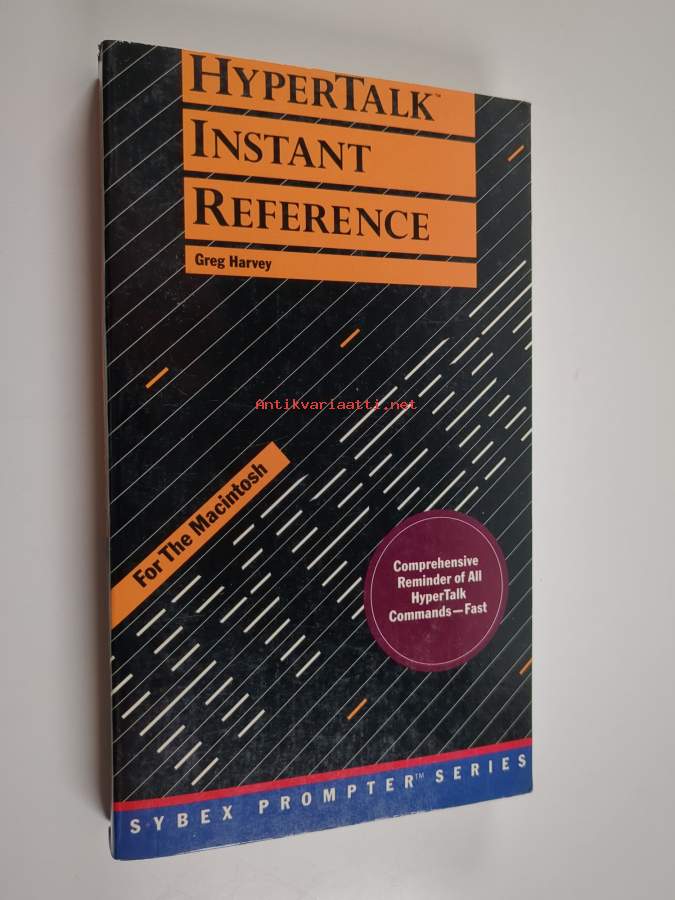 HYPERTALK™
INSTANT
REFERENCE
Greg Harvey
Antikvariaatti.net
For The Macintosh
Comprehensive
Reminder of All
HyperTalk
Commands—Fast
SYBEX PROMPTER™ SERIES